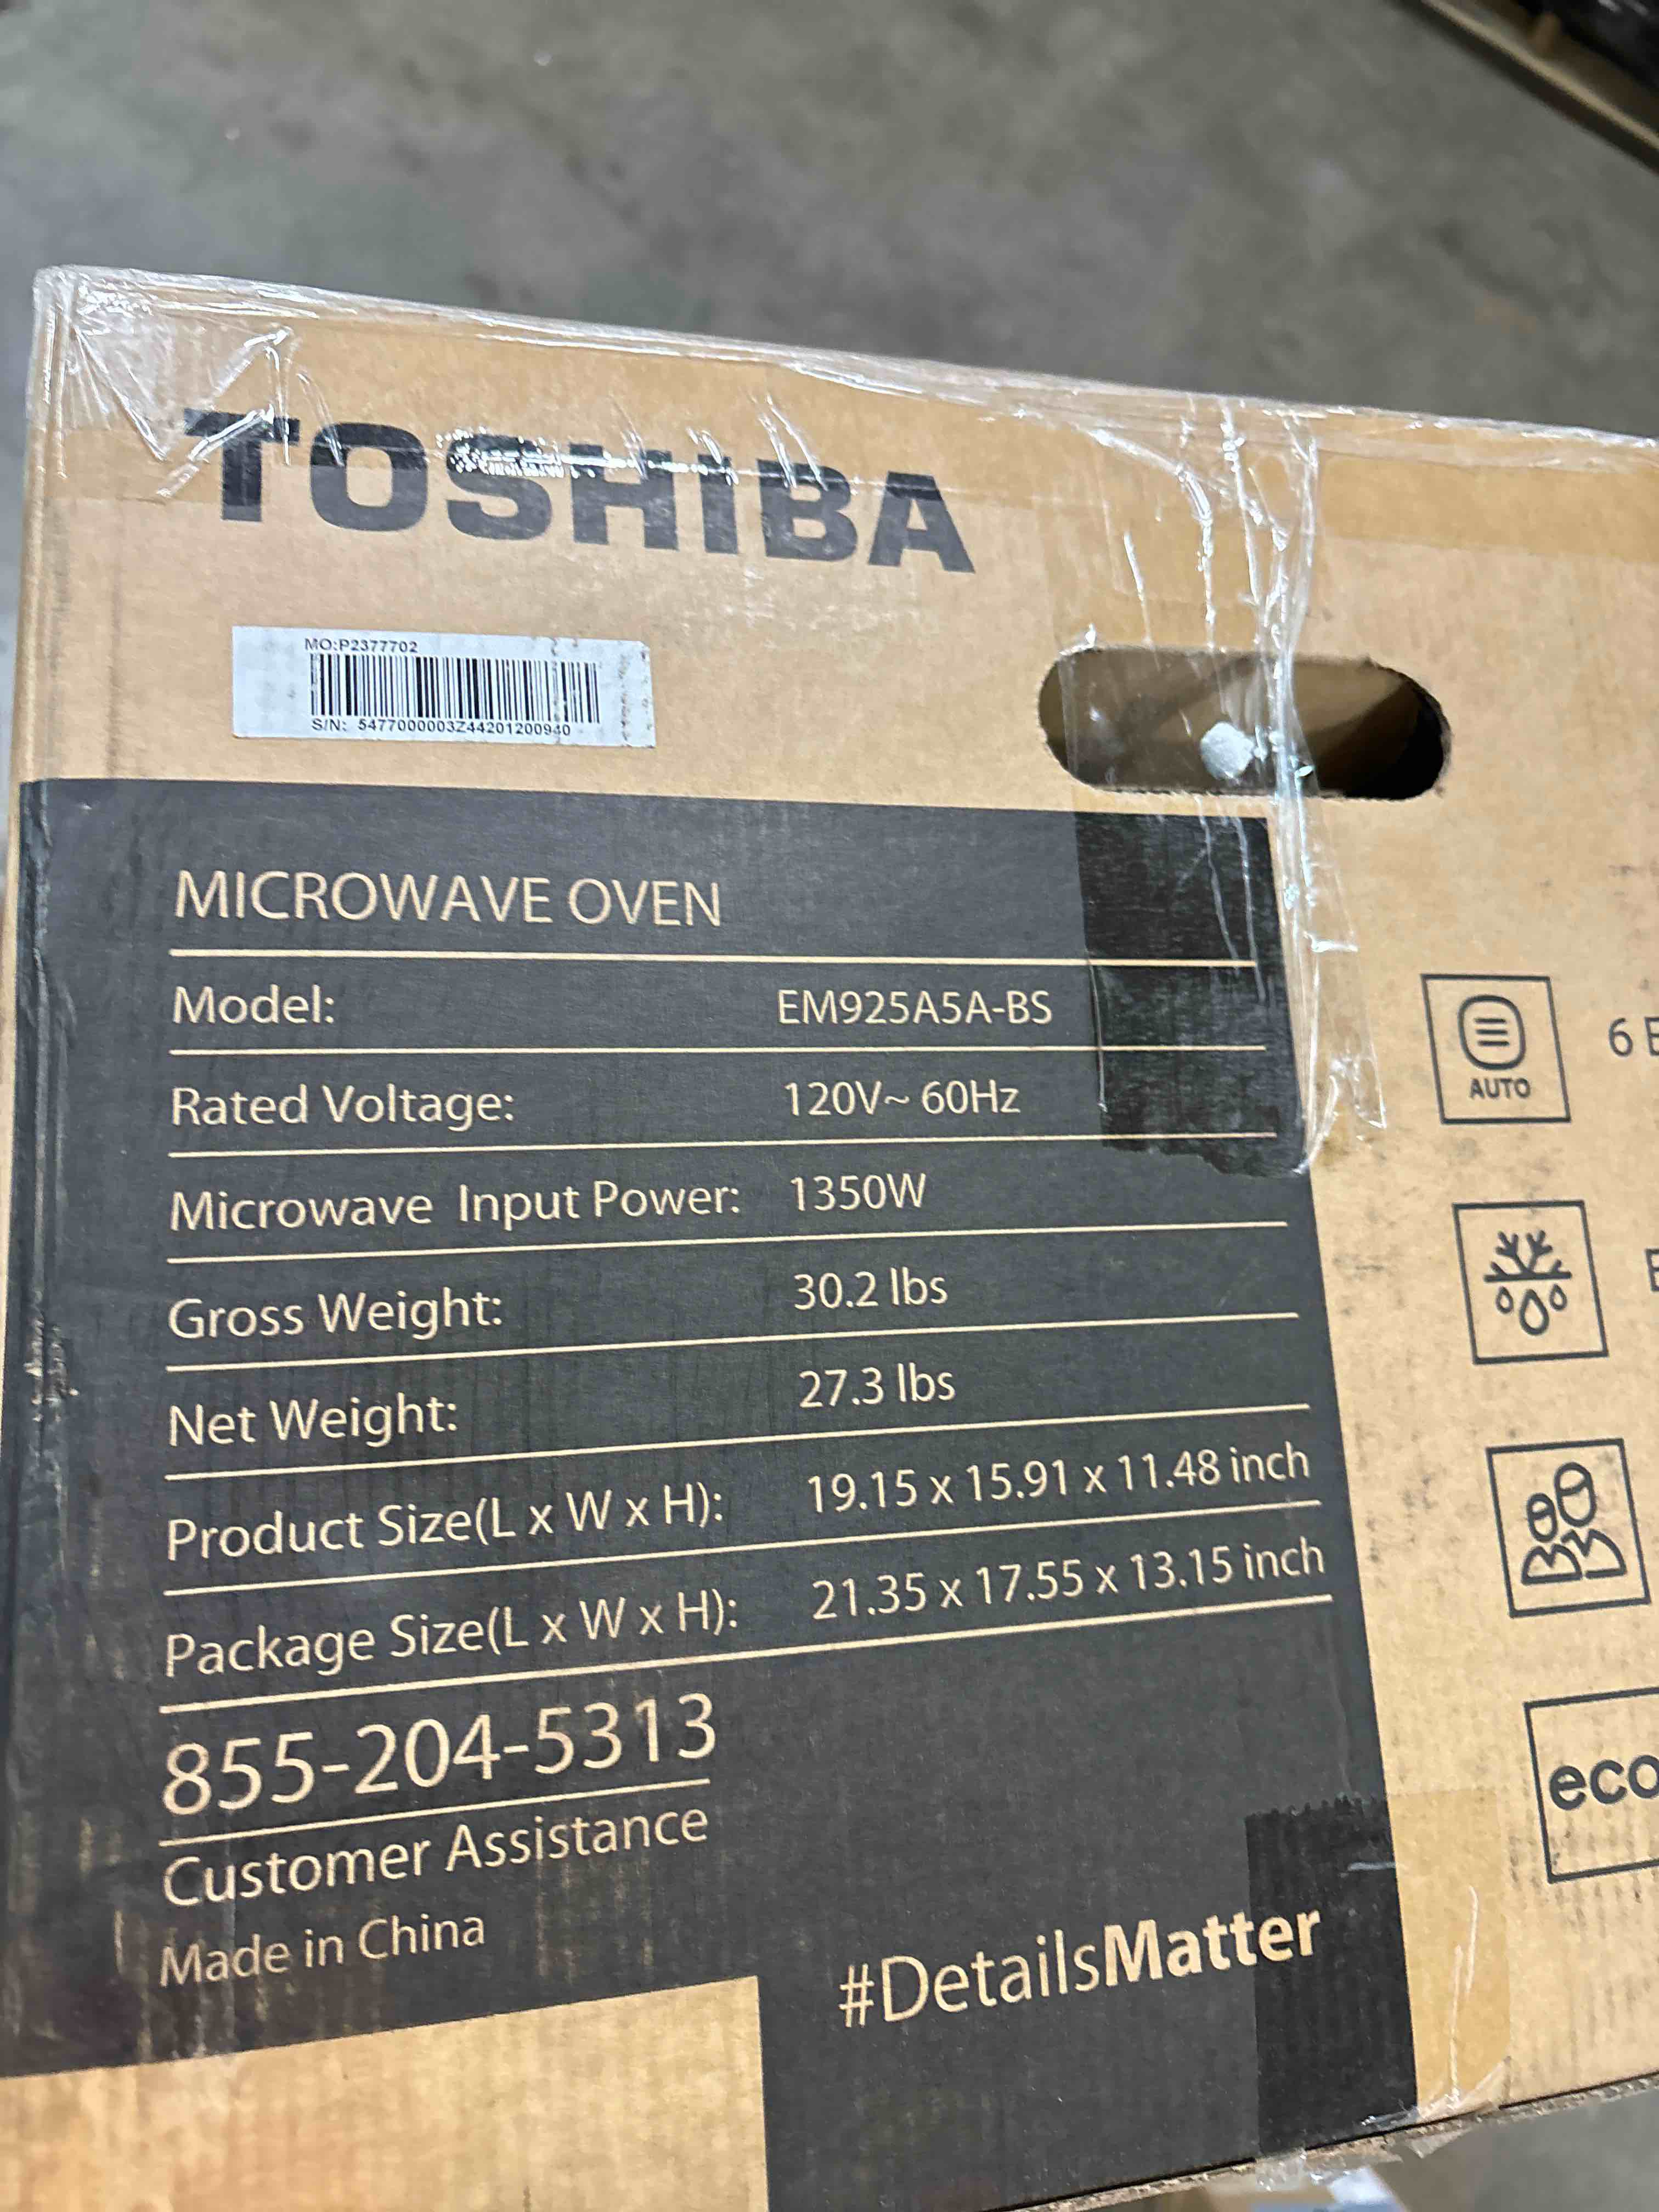 TOSHIBA
MO:P2377702
S/N: 5477000003Z44201200940
MICROWAVE OVEN
Model: EM925A5A-BS
Rated Voltage: 120V~ 60Hz
Microwave Input Power: 1350W
Gross Weight: 30.2 lbs
Net Weight: 27.3 lbs
Product Size(L x W x H): 19.15 x 15.91 x 11.48 inch
Package Size(L x W x H): 21.35 x 17.55 x 13.15 inch
855-204-5313
Customer Assistance
Made in China
#DetailsMatter
AUTO
6
eco